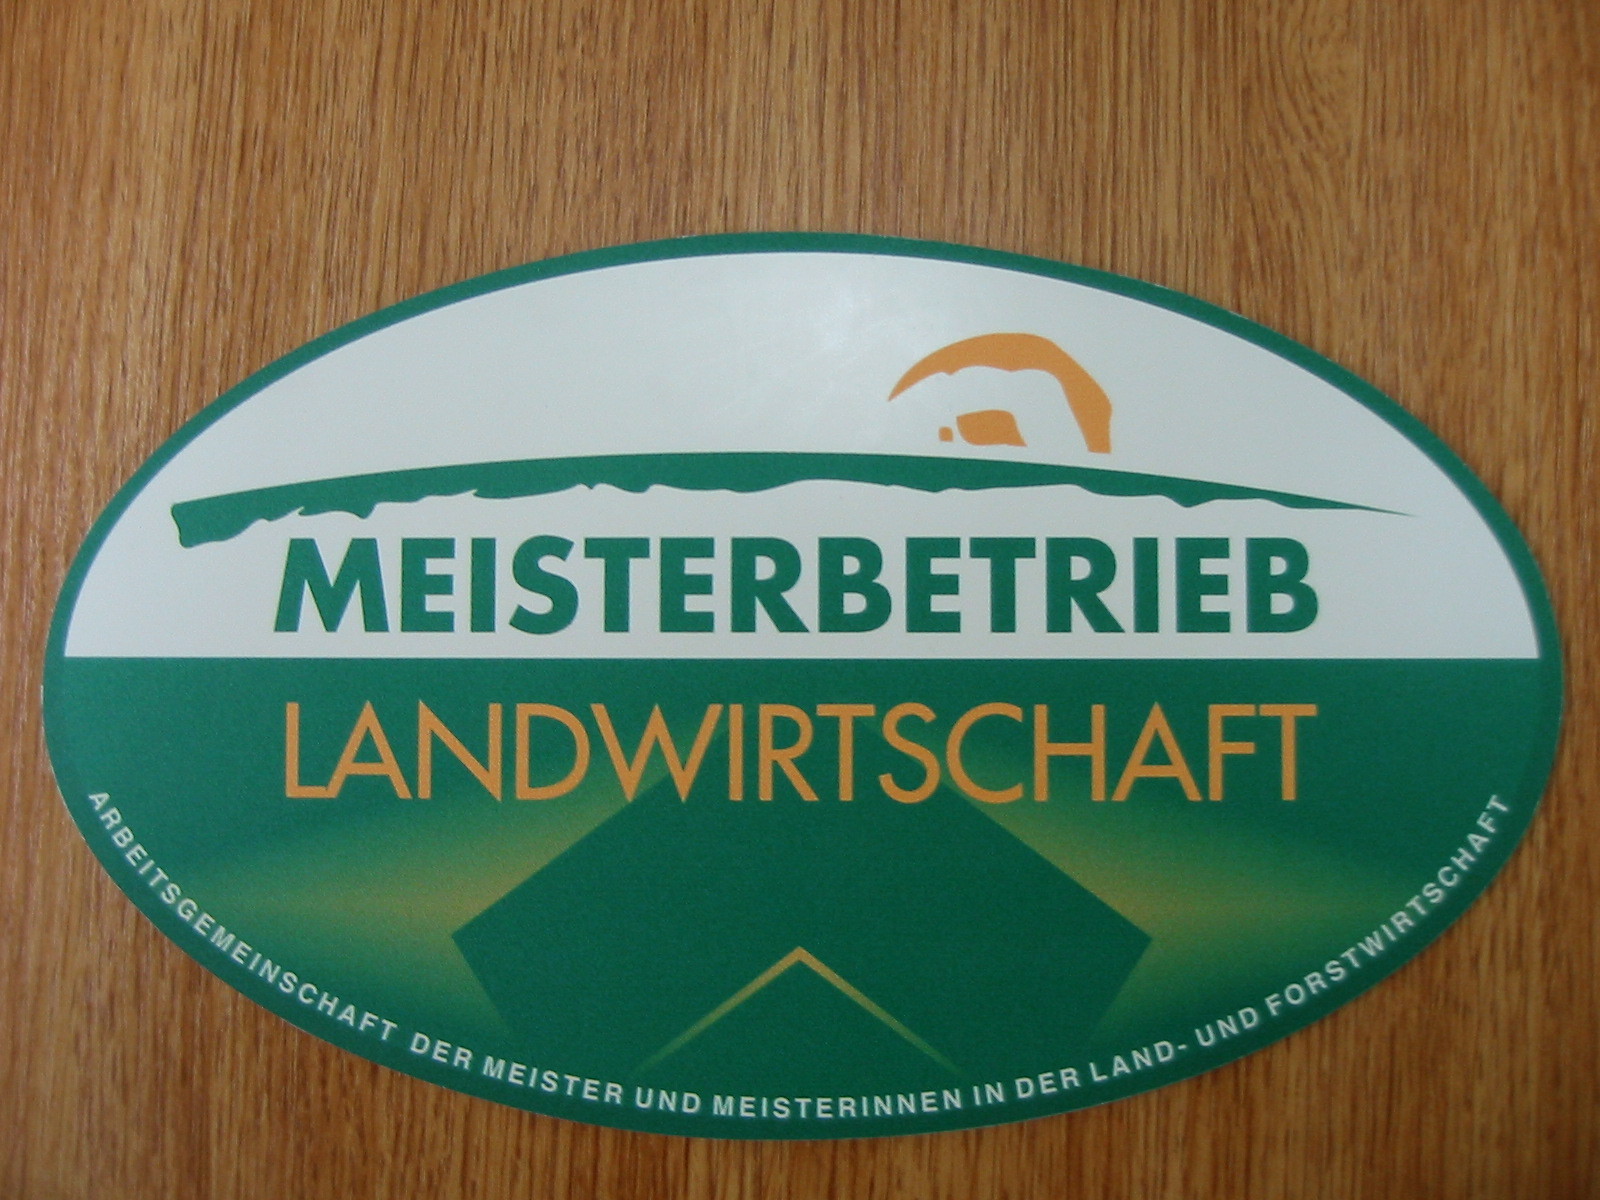 MEISTERBETRIEB
LANDWIRTSCHAFT
ARBEITSGEMEINSCHAFT DER MEISTER UND MEISTERINNEN IN DER LAND- UND FORSTWIRTSCHAFT